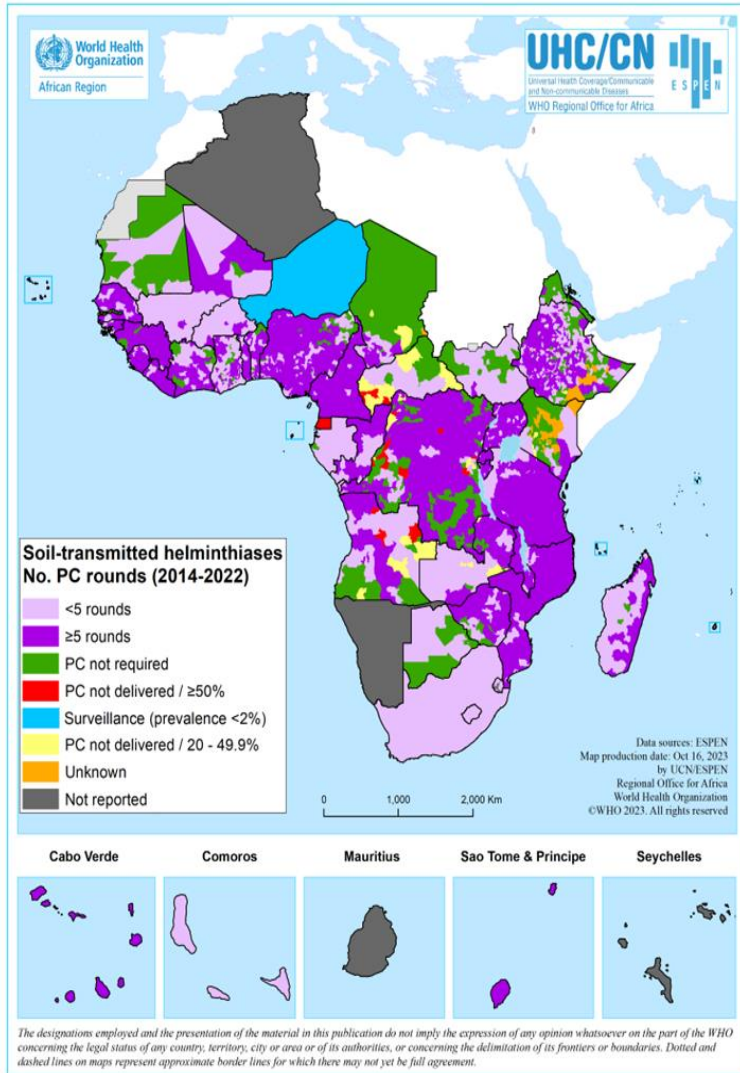 World Health
Organization
African Region
UHC/CN
Universal Health Coverage/Communicable
and Non-communicable Diseases
WHO Regional Office for Africa
ESPEN
Soil-transmitted helminthiases
No. PC rounds (2014-2022)
<5 rounds
≥5 rounds
PC not required
PC not delivered / ≥50%
Surveillance (prevalence <2%)
PC not delivered / 20 - 49.9%
Unknown
Not reported
0 1,000 2,000 Km
Data sources: ESPEN
Map production date: Oct 16, 2023
by UCN/ESPEN
Regional Office for Africa
World Health Organization
©WHO 2023. All rights reserved
Cabo Verde
Comoros
Mauritius
Sao Tome & Principe
Seychelles
The designations employed and the presentation of the material in this publication do not imply the expression of any opinion whatsoever on the part of the WHO
concerning the legal status of any country, territory, city or area or of its authorities, or concerning the delimitation of its frontiers or boundaries. Dotted and
dashed lines on maps represent approximate border lines for which there may not yet be full agreement.